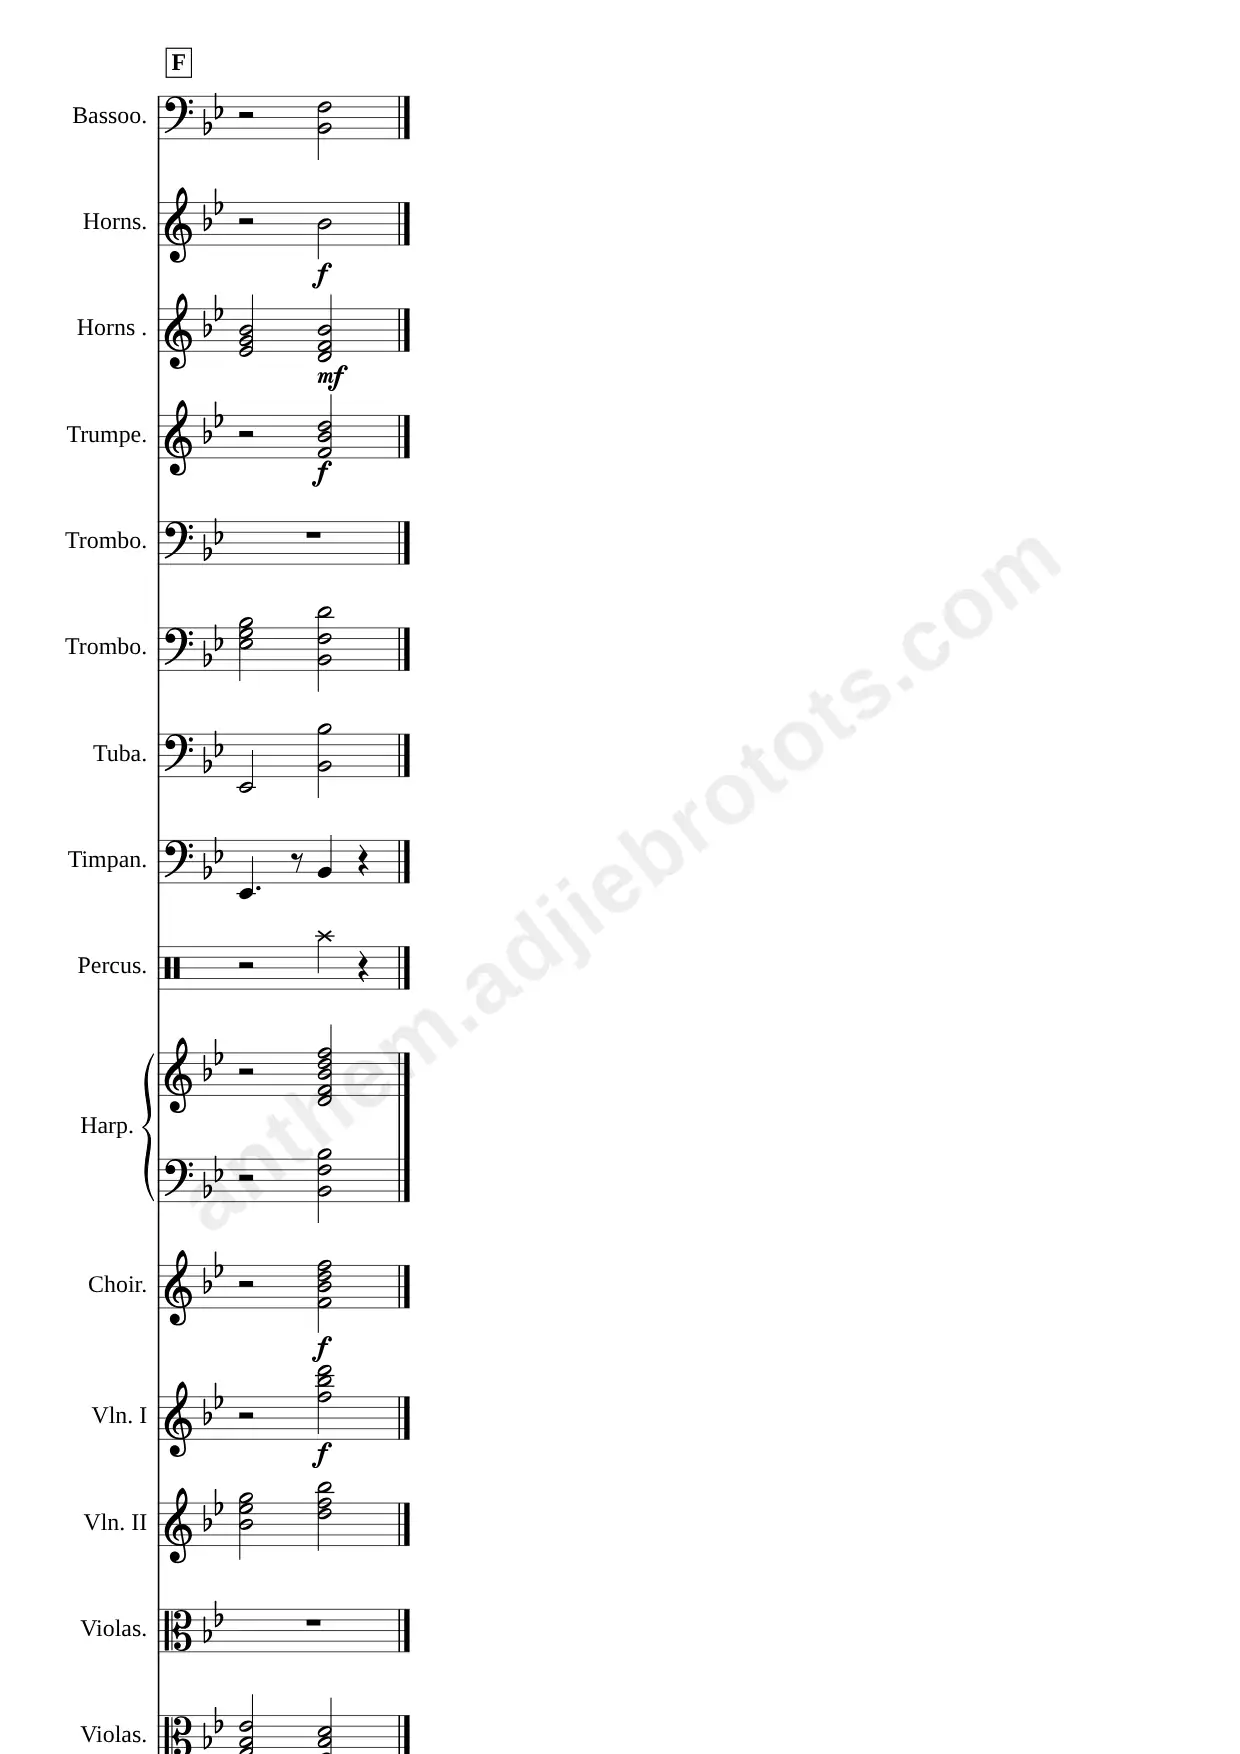 F
Bassoo.
Horns.
f
Horns .
mf
Trumpe.
f
Trombo.
Trombo.
Tuba.
Timpan.
Percus.
Harp.
Choir.
f
Vln. I
f
Vln. II
Violas.
Violas.
anthem.adjiebrotots.com